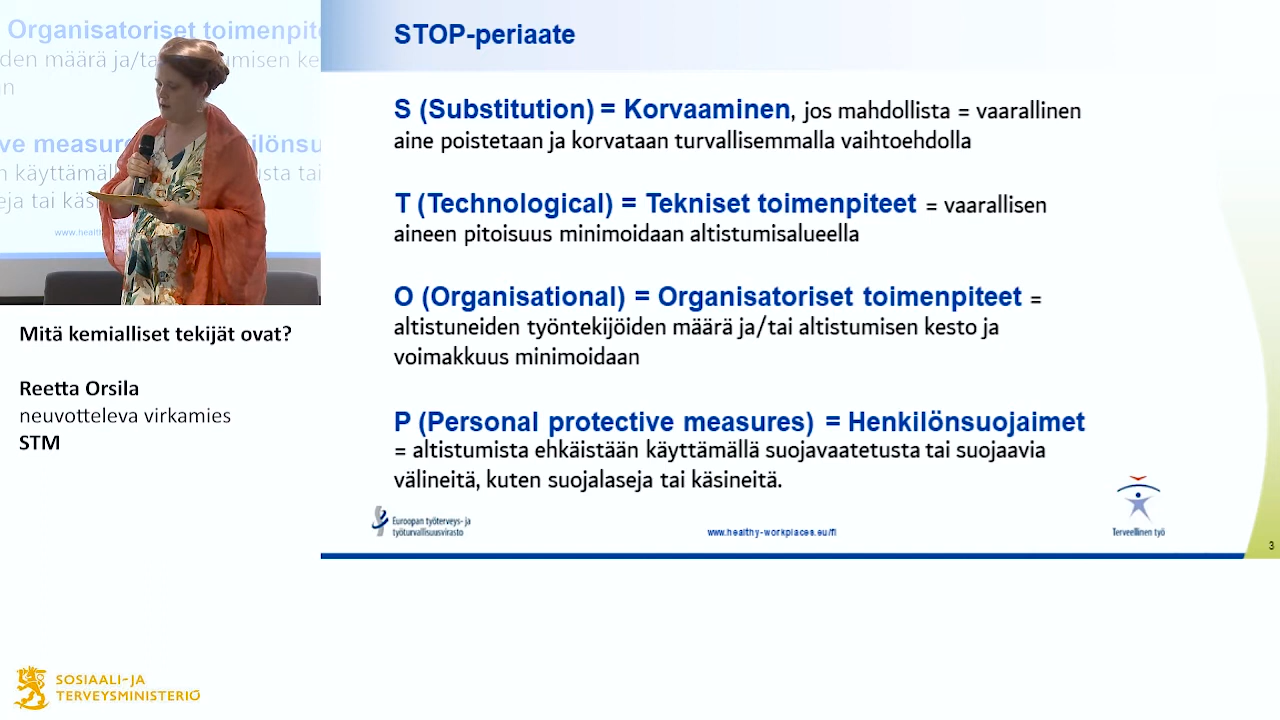 Organisatoriset toimenpit
den määrä ja/ta
umisen ke
n
ve measur
ilönsu
n käyttämäl
usta tai
eja tai käs
www.healt
Mitä kemialliset tekijät ovat?
Reetta Orsila
neuvotteleva virkamies
STM
SOSIAALI- JA
TERVEYSMINISTERIÖ
STOP-periaate
S (Substitution) = Korvaaminen, jos mahdollista = vaarallinen
aine poistetaan ja korvataan turvallisemmalla vaihtoehdolla
T (Technological) = Tekniset toimenpiteet = vaarallisen
aineen pitoisuus minimoidaan altistumisalueella
O (Organisational) = Organisatoriset toimenpiteet =
altistuneiden työntekijöiden määrä ja/tai altistumisen kesto ja
voimakkuus minimoidaan
P (Personal protective measures) = Henkilönsuojaimet
= altistumista ehkäistään käyttämällä suojavaatetusta tai suojaavia
välineitä, kuten suojalaseja tai käsineitä.
Euroopan työterveys- ja
työturvallisuusvirasto
www.healthy-workplaces.eu/fi
Terveellinen työ
3